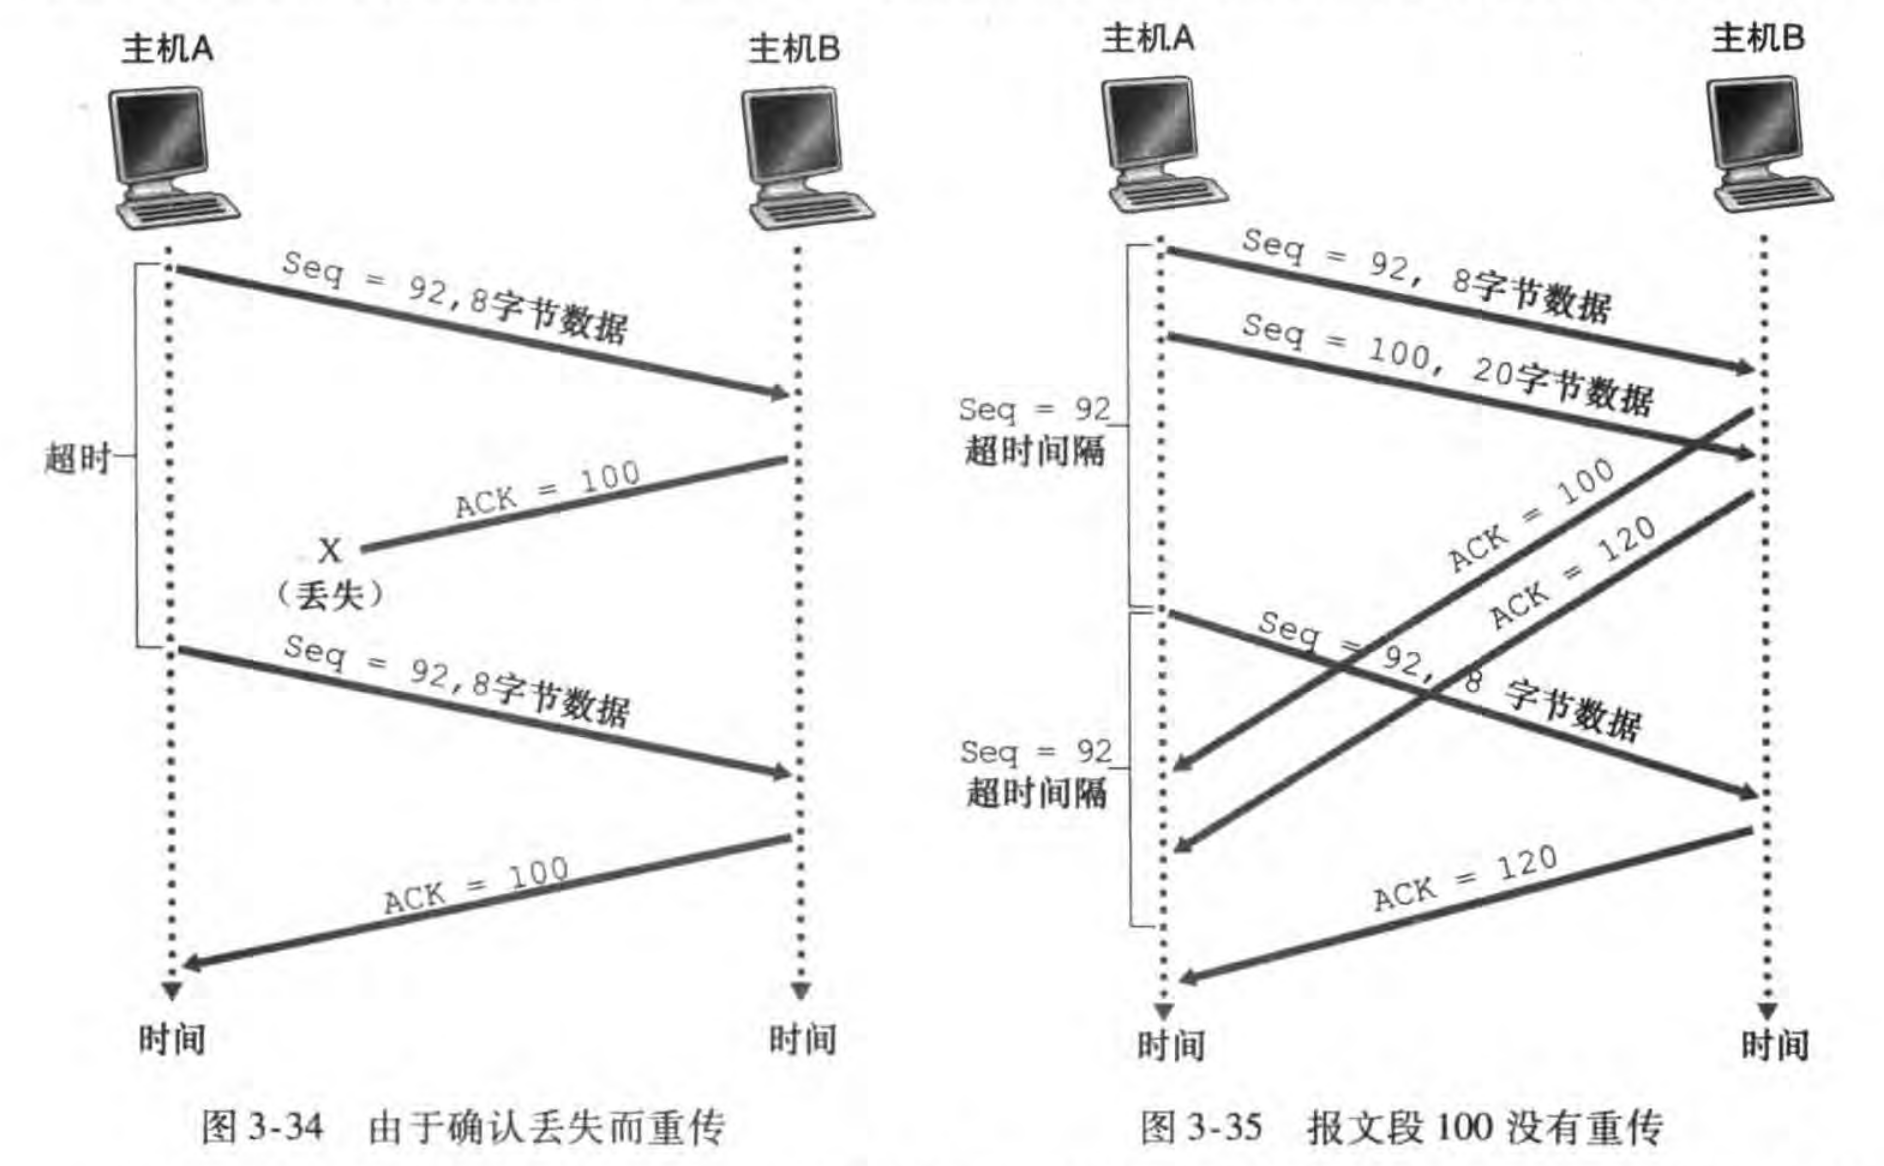 主机A
主机B
Seq = 92,8字节数据
超时
ACK = 100
X
(丢失)
Seq = 92,8字节数据
ACK = 100
时间
时间
图 3-34 由于确认丢失而重传
主机A
主机B
Seq = 92, 8字节数据
Seq = 100, 20字节数据
Seq = 92
超时间隔
ACK = 100
ACK = 120
Seq = 92, 8 字节数据
Seq = 92
超时间隔
ACK = 120
时间
时间
图 3-35 报文段 100 没有重传